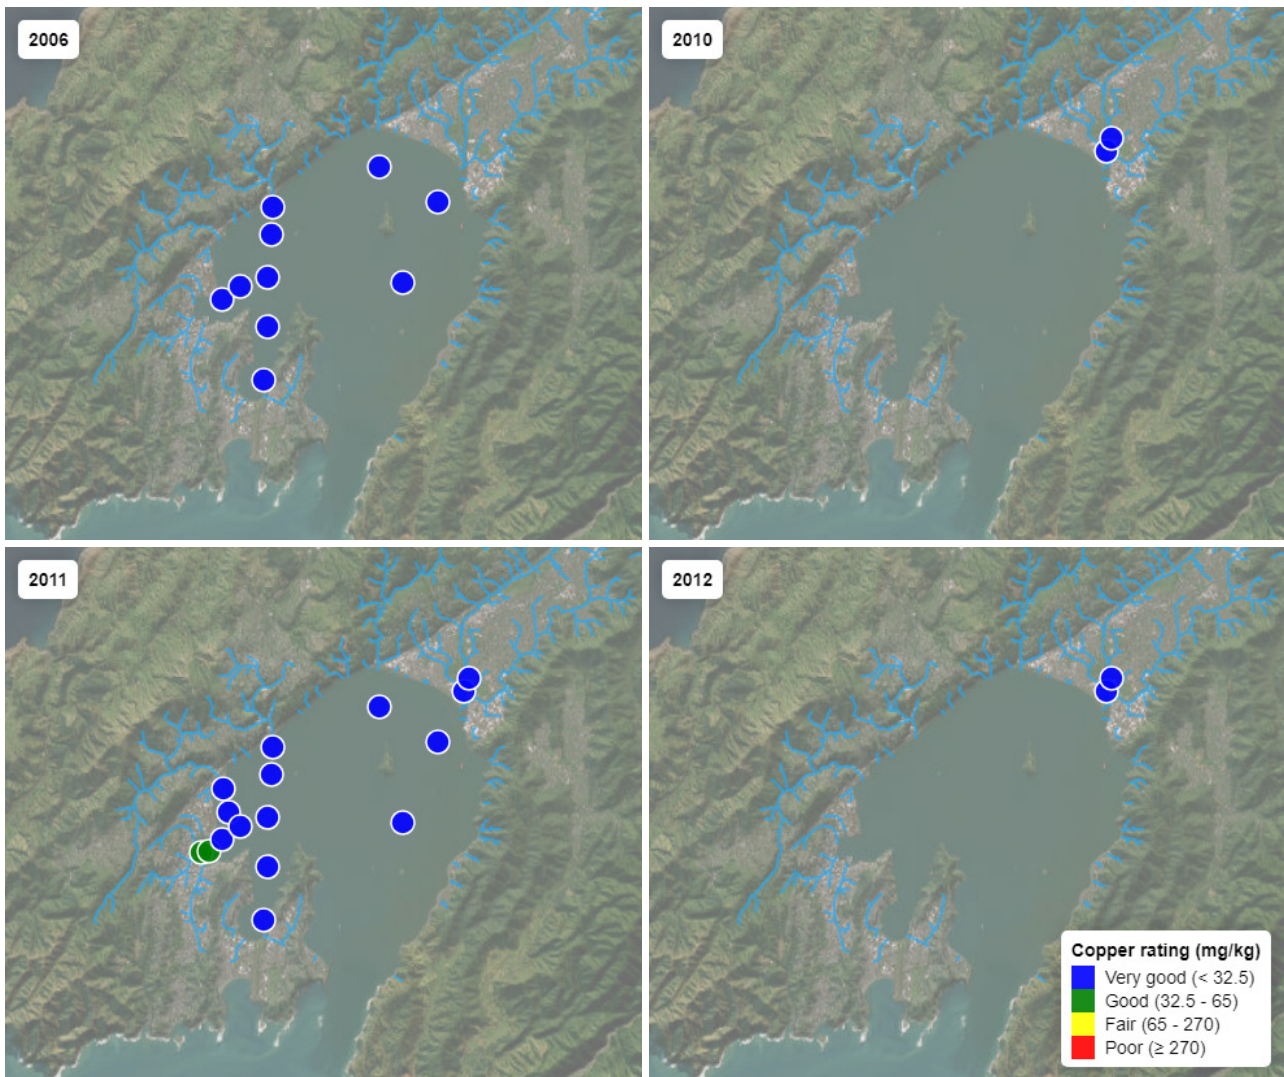 2006
2010
2011
2012
Copper rating (mg/kg)
Very good (< 32.5)
Good (32.5 - 65)
Fair (65 - 270)
Poor (≥ 270)